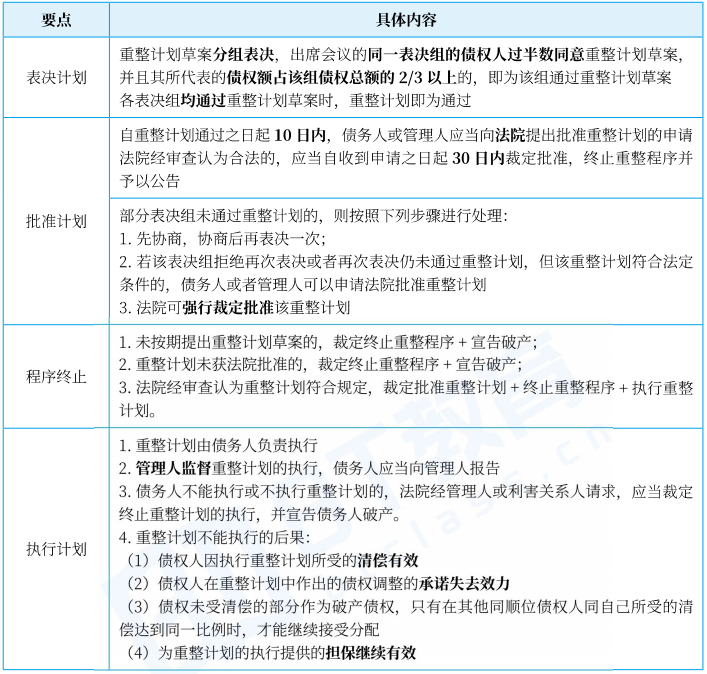 要点 具体内容
表决计划
重整计划草案分组表决，出席会议的同一表决组的债权人过半数同意重整计划草案，
并且其所代表的债权额占该组债权总额的 2/3 以上的，即为该组通过重整计划草案
各表决组均通过重整计划草案时，重整计划即为通过
批准计划
自重整计划通过之日起 10 日内，债务人或管理人应当向法院提出批准重整计划的申请
法院经审查认为合法的，应当自收到申请之日起 30 日内裁定批准，终止重整程序并
予以公告
部分表决组未通过重整计划的，则按照下列步骤进行处理：
1. 先协商，协商后再表决一次；
2. 若该表决组拒绝再次表决或者再次表决仍未通过重整计划，但该重整计划符合法定
条件的，债务人或者管理人可以申请法院批准重整计划
3. 法院可强行裁定批准该重整计划
程序终止
1. 未按期提出重整计划草案的，裁定终止重整程序 + 宣告破产；
2. 重整计划未获法院批准的，裁定终止重整程序 + 宣告破产；
3. 法院经审查认为重整计划符合规定，裁定批准重整计划 + 终止重整程序 + 执行重整
计划。
执行计划
1. 重整计划由债务人负责执行
2. 管理人监督重整计划的执行，债务人应当向管理人报告
3. 债务人不能执行或不执行重整计划的，法院经管理人或利害关系人请求，应当裁定
终止重整计划的执行，并宣告债务人破产。
4. 重整计划不能执行的后果：
（1）债权人因执行重整计划所受的清偿有效
（2）债权人在重整计划中作出的债权调整的承诺失去效力
（3）债权未受清偿的部分作为破产债权，只有在其他同顺位债权人同自己所受的清
偿达到同一比例时，才能继续接受分配
（4）为重整计划的执行提供的担保继续有效